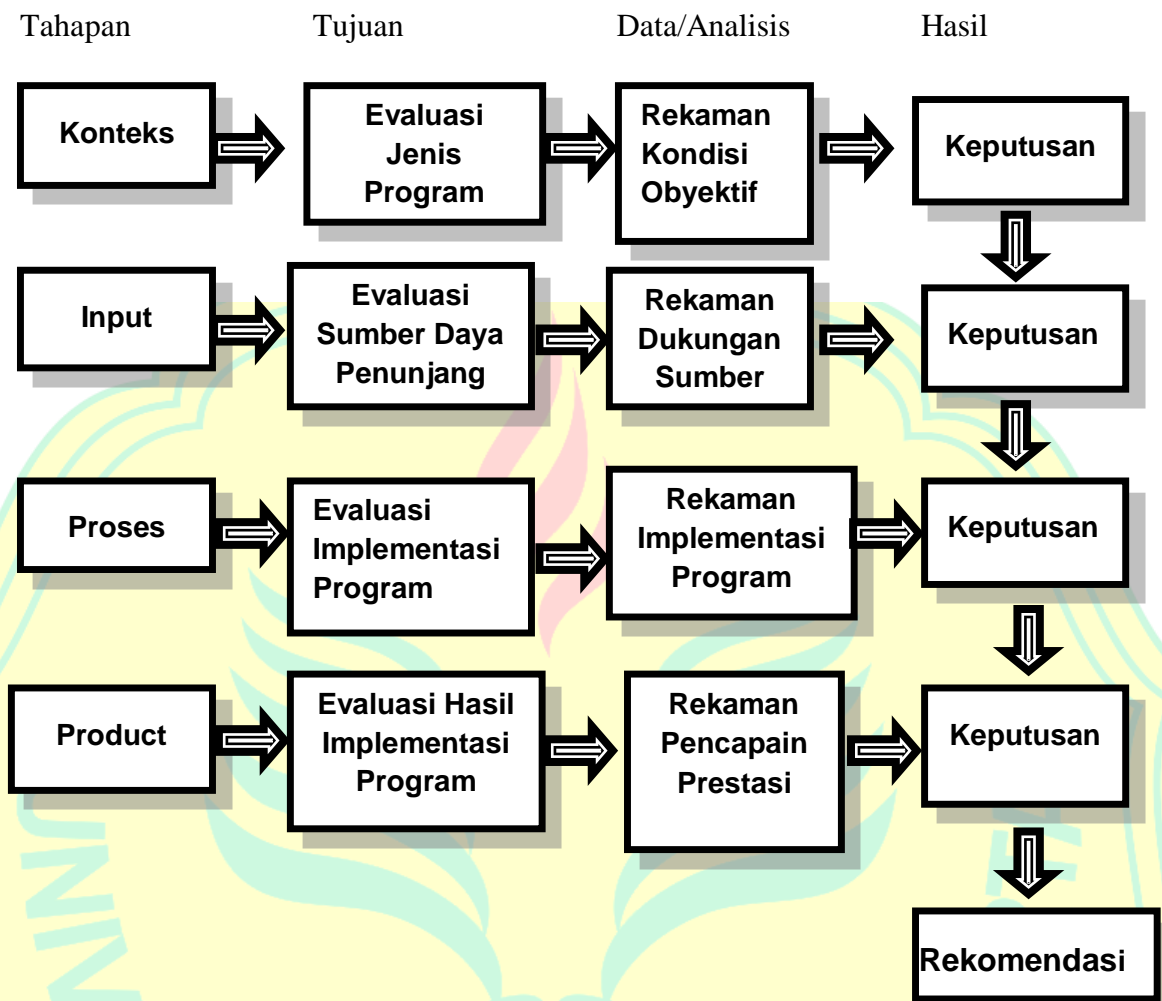 Tahapan Tujuan Data/Analisis Hasil
Konteks
Evaluasi
Jenis
Program
Rekaman
Kondisi
Obyektif
Keputusan
Input
Evaluasi
Sumber Daya
Penunjang
Rekaman
Dukungan
Sumber
Keputusan
Proses
Evaluasi
Implementasi
Program
Rekaman
Implementasi
Program
Keputusan
Product
Evaluasi Hasil
Implementasi
Program
Rekaman
Pencapain
Prestasi
Keputusan
Rekomendasi
UNN